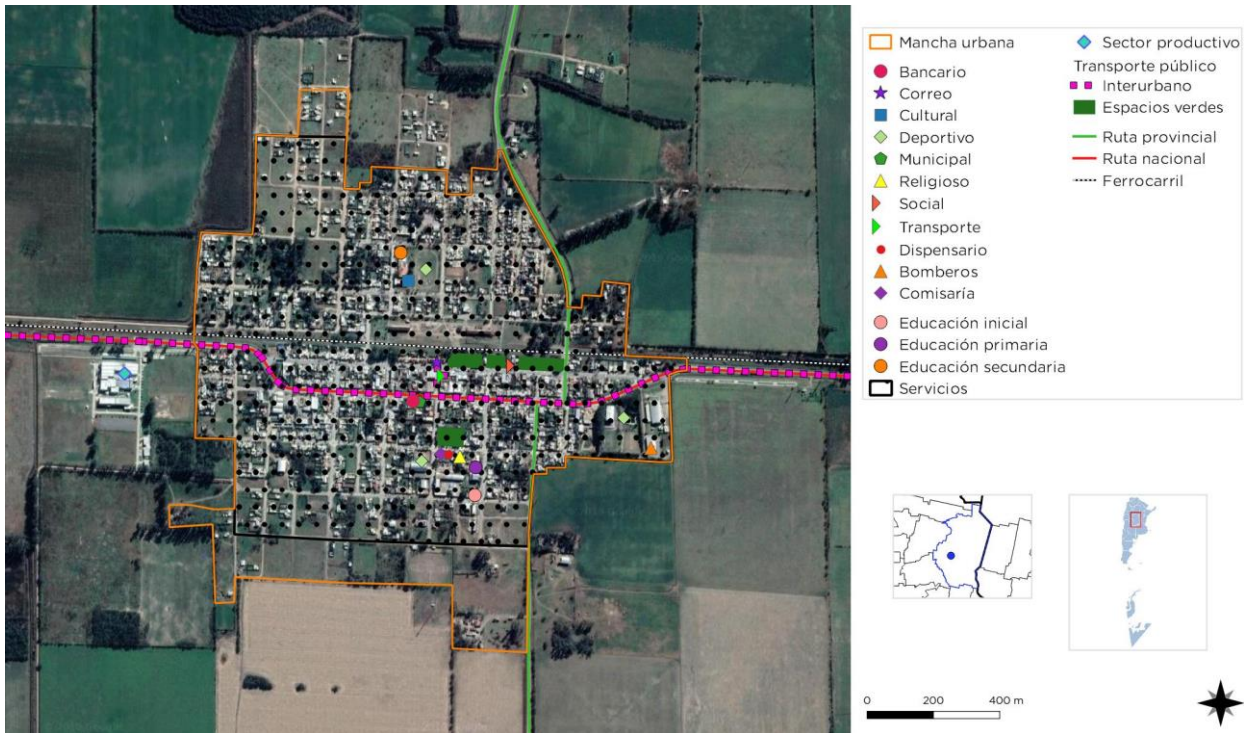 Mancha urbana
Bancario
Correo
Cultural
Deportivo
Municipal
Religioso
Social
Transporte
Dispensario
Bomberos
Comisaría
Educación inicial
Educación primaria
Educación secundaria
Servicios
Sector productivo
Transporte público
Interurbano
Espacios verdes
Ruta provincial
Ruta nacional
Ferrocarril
0 200 400 m